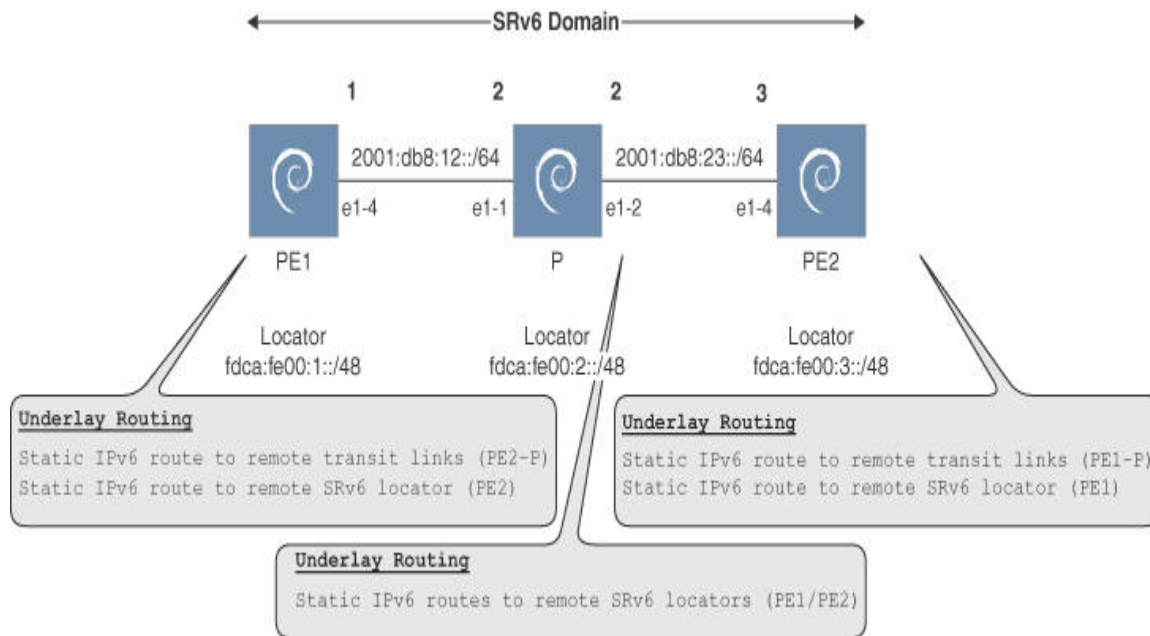 SRv6 Domain
1 2 2 3
2001:db8:12::/64 2001:db8:23::/64
e1-4 e1-1 e1-2 e1-4
PE1 P PE2
Locator Locator Locator
fdca:fe00:1::/48 fdca:fe00:2::/48 fdca:fe00:3::/48
Underlay Routing
Static IPv6 route to remote transit links (PE2-P)
Static IPv6 route to remote SRv6 locator (PE2)
Underlay Routing
Static IPv6 route to remote transit links (PE1-P)
Static IPv6 route to remote SRv6 locator (PE1)
Underlay Routing
Static IPv6 routes to remote SRv6 locators (PE1/PE2)